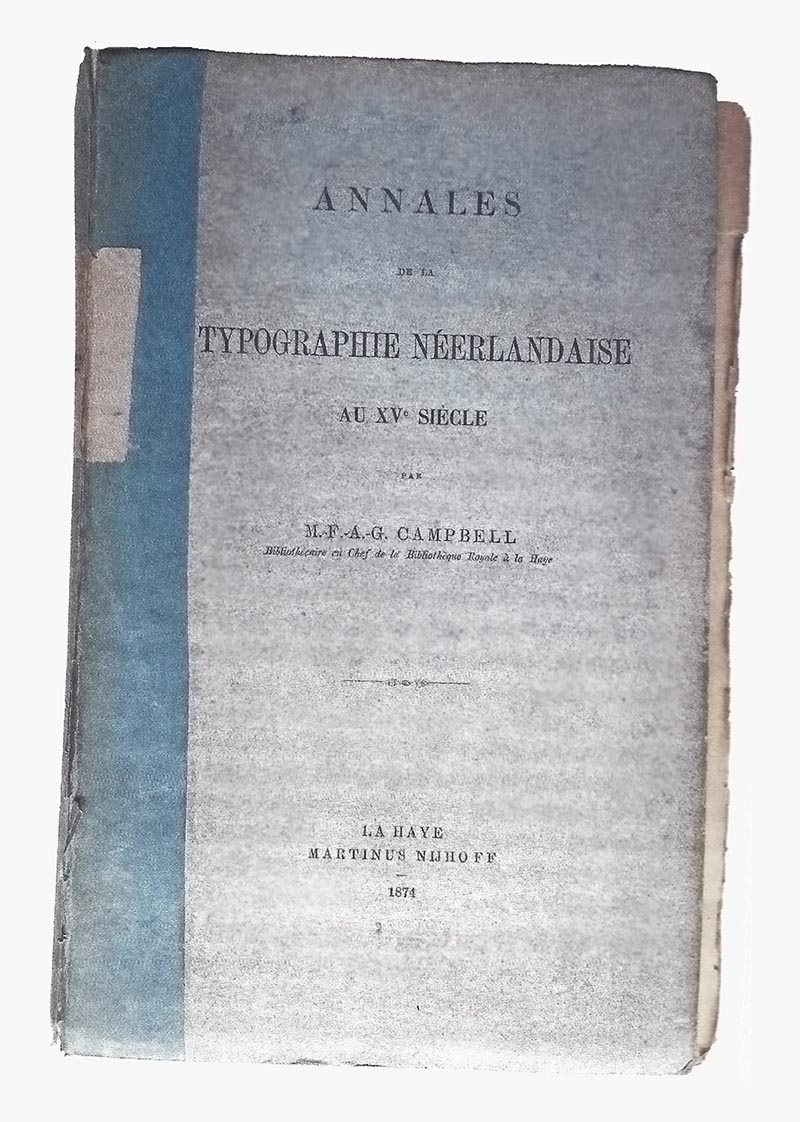 ANNALES
DE LA
TYPOGRAPHIE NÉERLANDAISE
AU XVe SIÈCLE
PAR
M.-F.-A.-G. CAMPBELL
Bibliothécaire en Chef de la Bibliothèque Royale à la Haye
LA HAYE
MARTINUS NIJHOFF
1874